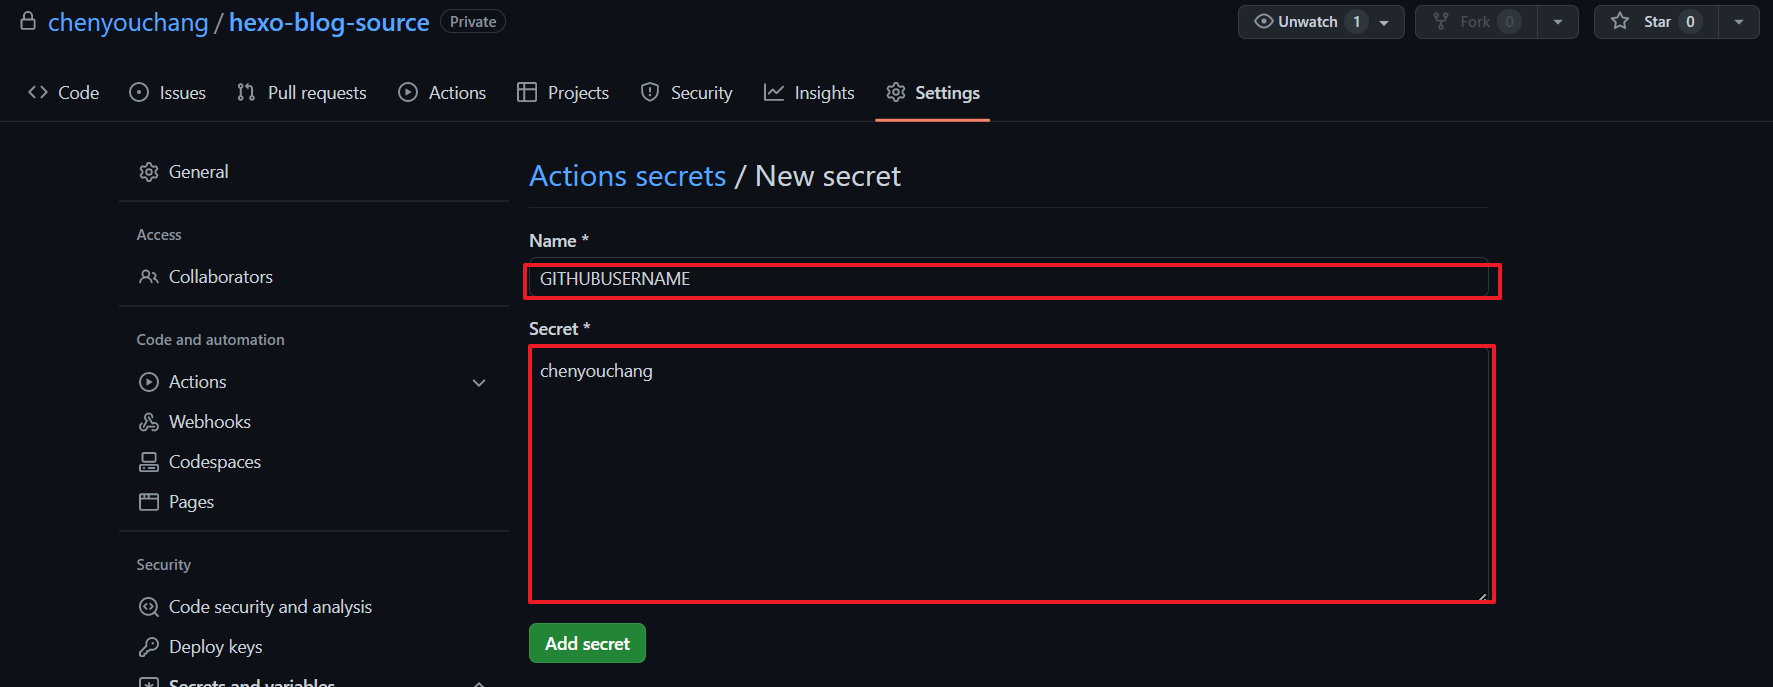 chenyouchang / hexo-blog-source Private Unwatch 1 Fork 0 Star 0
Code Issues Pull requests Actions Projects Security Insights Settings
General
Access
Collaborators
Code and automation
Actions
Webhooks
Codespaces
Pages
Security
Code security and analysis
Deploy keys
Secrets and variables
Actions secrets / New secret
Name *
GITHUBUSERNAME
Secret *
chenyouchang
Add secret